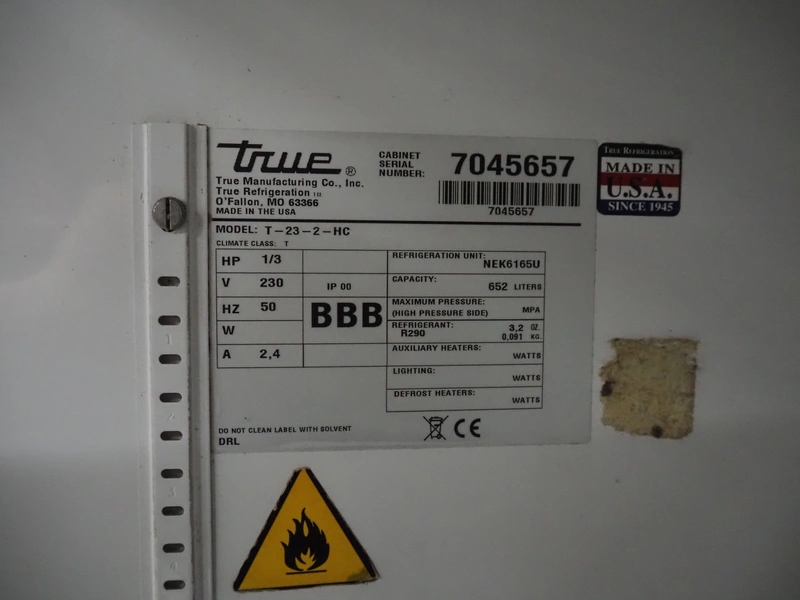 true ®
True Manufacturing Co., Inc.
True Refrigeration
O'Fallon, MO 63366
MADE IN THE USA
CABINET
SERIAL
NUMBER:
7045657
7045657
TRUE REFRIGERATION
MADE IN
U.S.A.
SINCE 1945
MODEL: T-23-2-HC
CLIMATE CLASS: T
HP 1/3
V 230
HZ 50
W
A 2,4
IP 00
BBB
REFRIGERATION UNIT:
NEK6165U
CAPACITY:
652 LITERS
MAXIMUM PRESSURE:
(HIGH PRESSURE SIDE) MPA
REFRIGERANT:
R290
3,2 OZ.
0,091 KG.
AUXILIARY HEATERS:
WATTS
LIGHTING:
WATTS
DEFROST HEATERS:
WATTS
DO NOT CLEAN LABEL WITH SOLVENT
DRL
CE
1
2
3
4